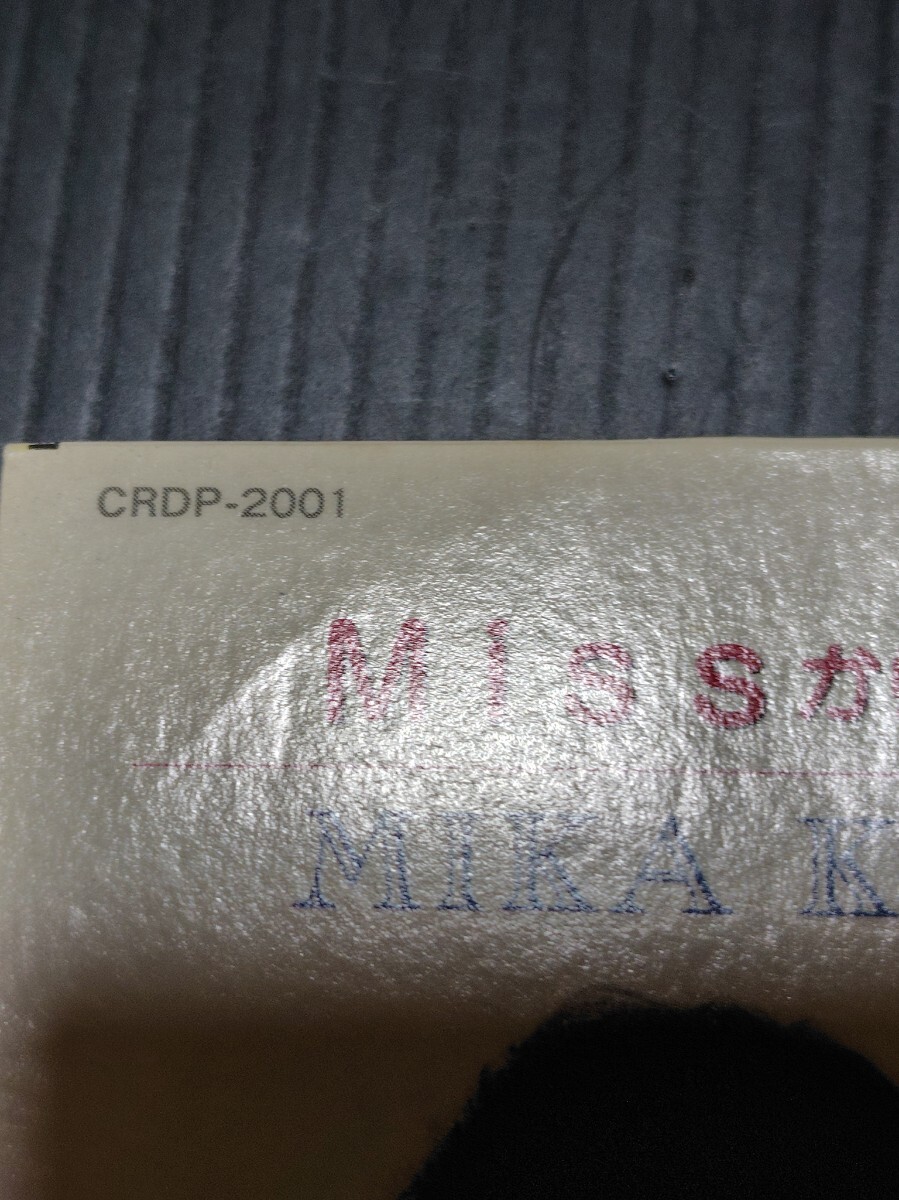 CRDP-2001
Missか
MIKA K